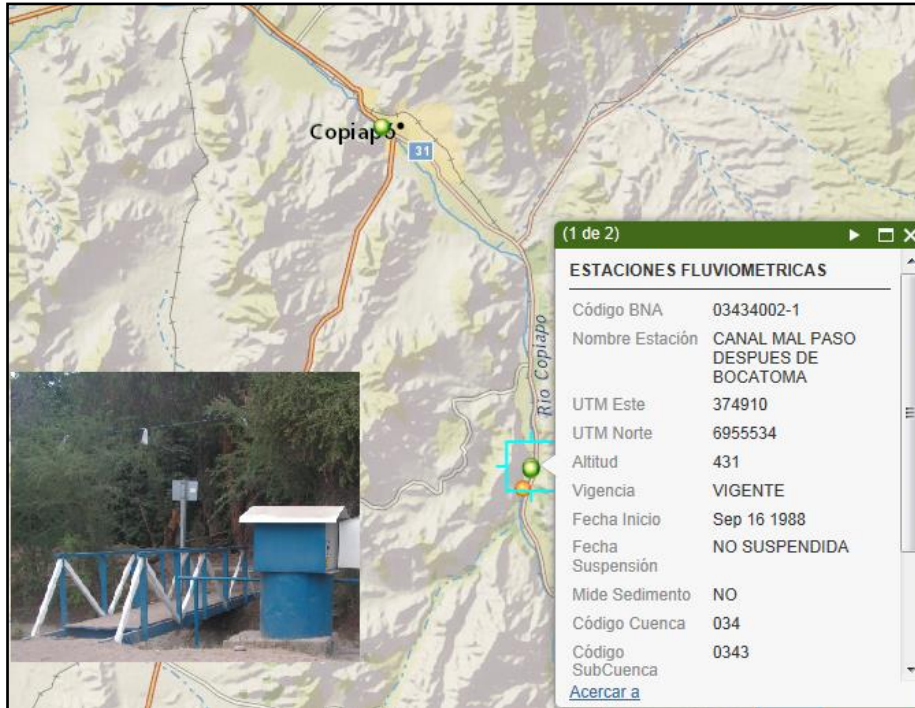 Copiapó
31
Rio Copiapo
(1 de 2)
ESTACIONES FLUVIOMETRICAS
Código BNA 03434002-1
Nombre Estación CANAL MAL PASO
DESPUES DE
BOCATOMA
UTM Este 374910
UTM Norte 6955534
Altitud 431
Vigencia VIGENTE
Fecha Inicio Sep 16 1988
Fecha NO SUSPENDIDA
Suspensión
Mide Sedimento NO
Código Cuenca 034
Código 0343
SubCuenca
Acercar a